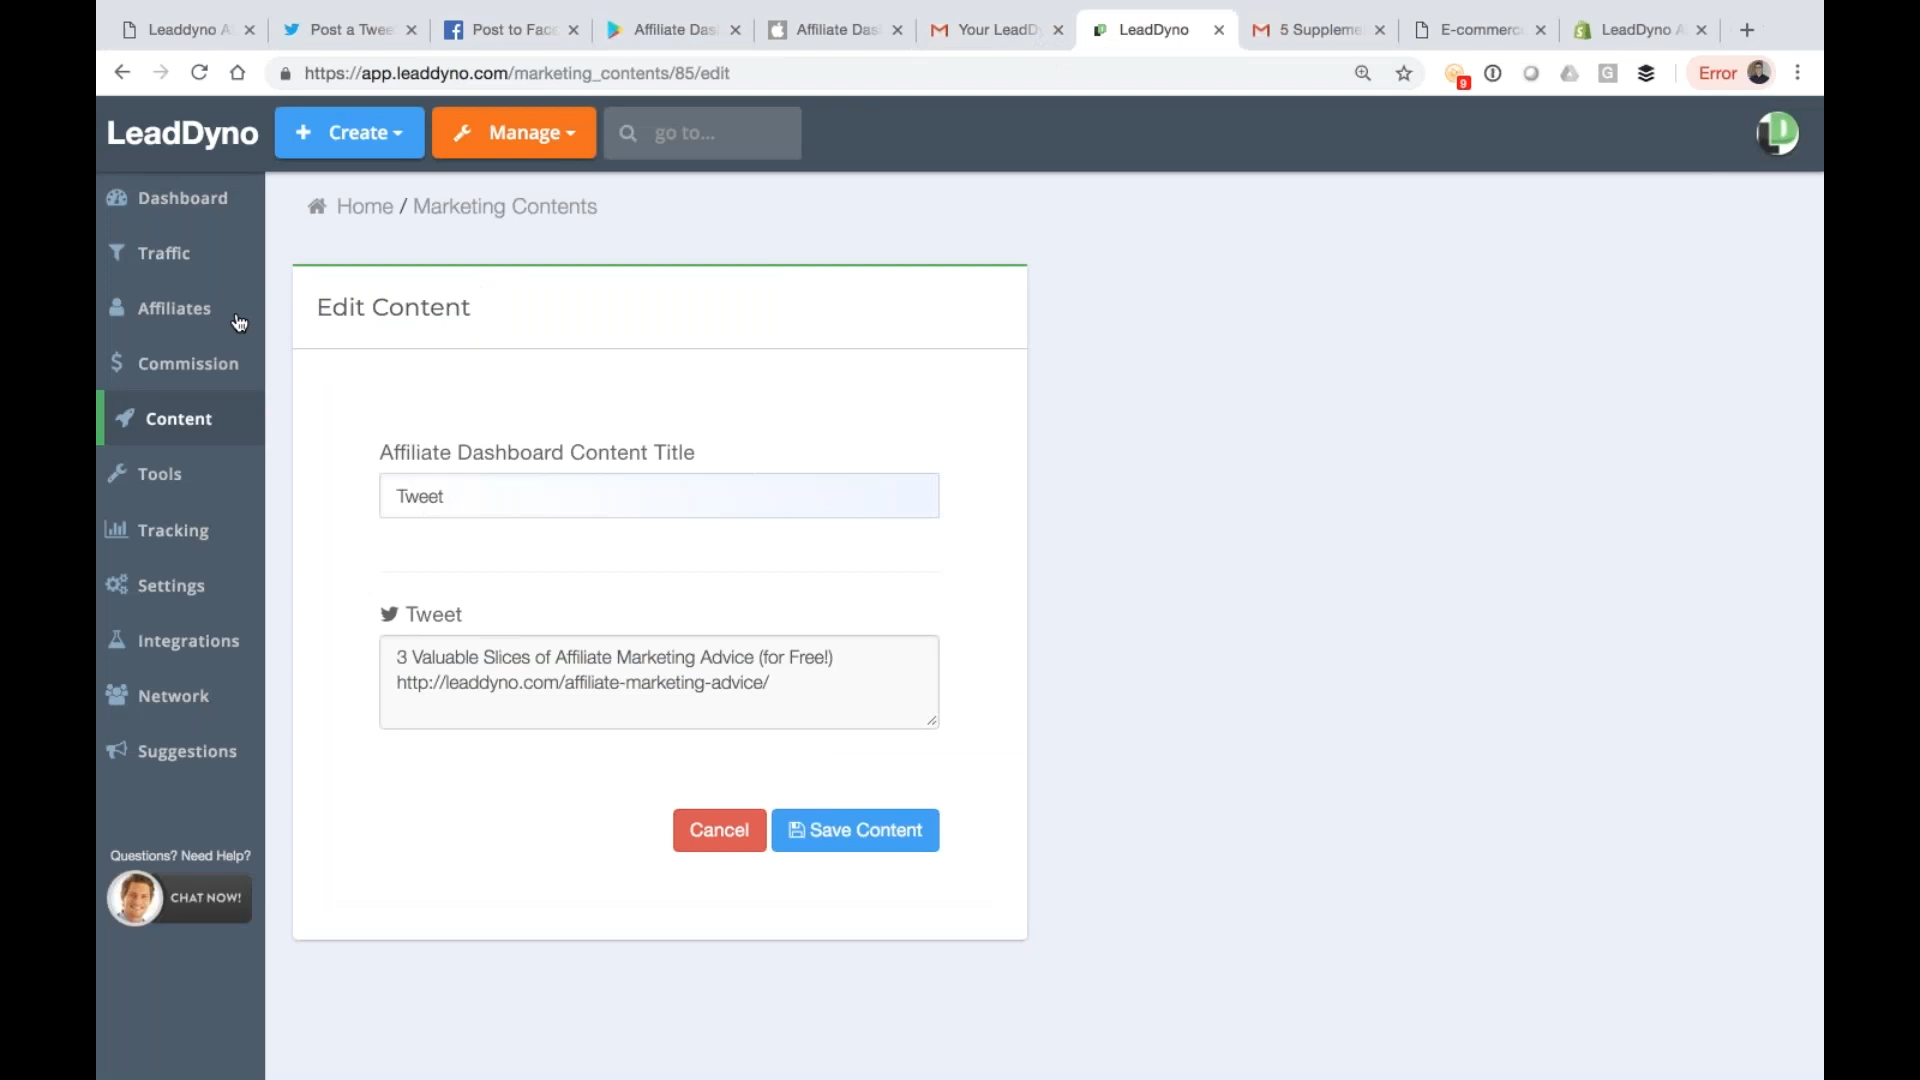 Leaddyno A
Post a Twee
Post to Face
Affiliate Das
Affiliate Das
Your LeadDy
LeadDyno
5 Suppleme
E-commerc
LeadDyno A
https://app.leaddyno.com/marketing_contents/85/edit
9
G
Error
LeadDyno
+ Create
Manage
go to...
Dashboard
Traffic
Affiliates
Commission
Content
Tools
Tracking
Settings
Integrations
Network
Suggestions
Questions? Need Help?
CHAT NOW!
Home / Marketing Contents
Edit Content
Affiliate Dashboard Content Title
Tweet
Tweet
3 Valuable Slices of Affiliate Marketing Advice (for Free!)
http://leaddyno.com/affiliate-marketing-advice/
Cancel
Save Content